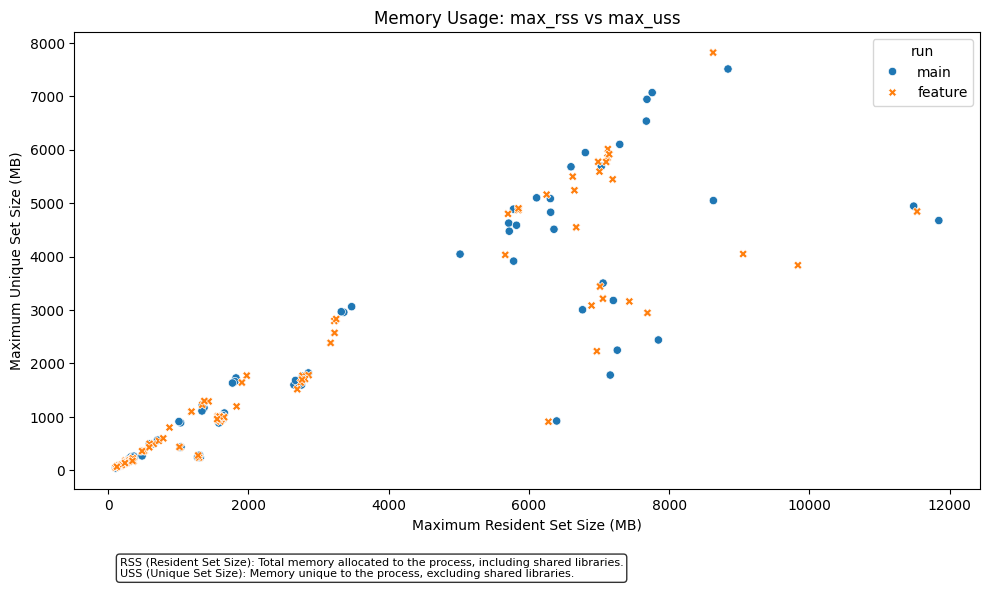 Memory Usage: max_rss vs max_uss
run
main
feature
Maximum Unique Set Size (MB)
8000
7000
6000
5000
4000
3000
2000
1000
0
0
2000
4000
6000
8000
10000
12000
Maximum Resident Set Size (MB)
RSS (Resident Set Size): Total memory allocated to the process, including shared libraries.
USS (Unique Set Size): Memory unique to the process, excluding shared libraries.